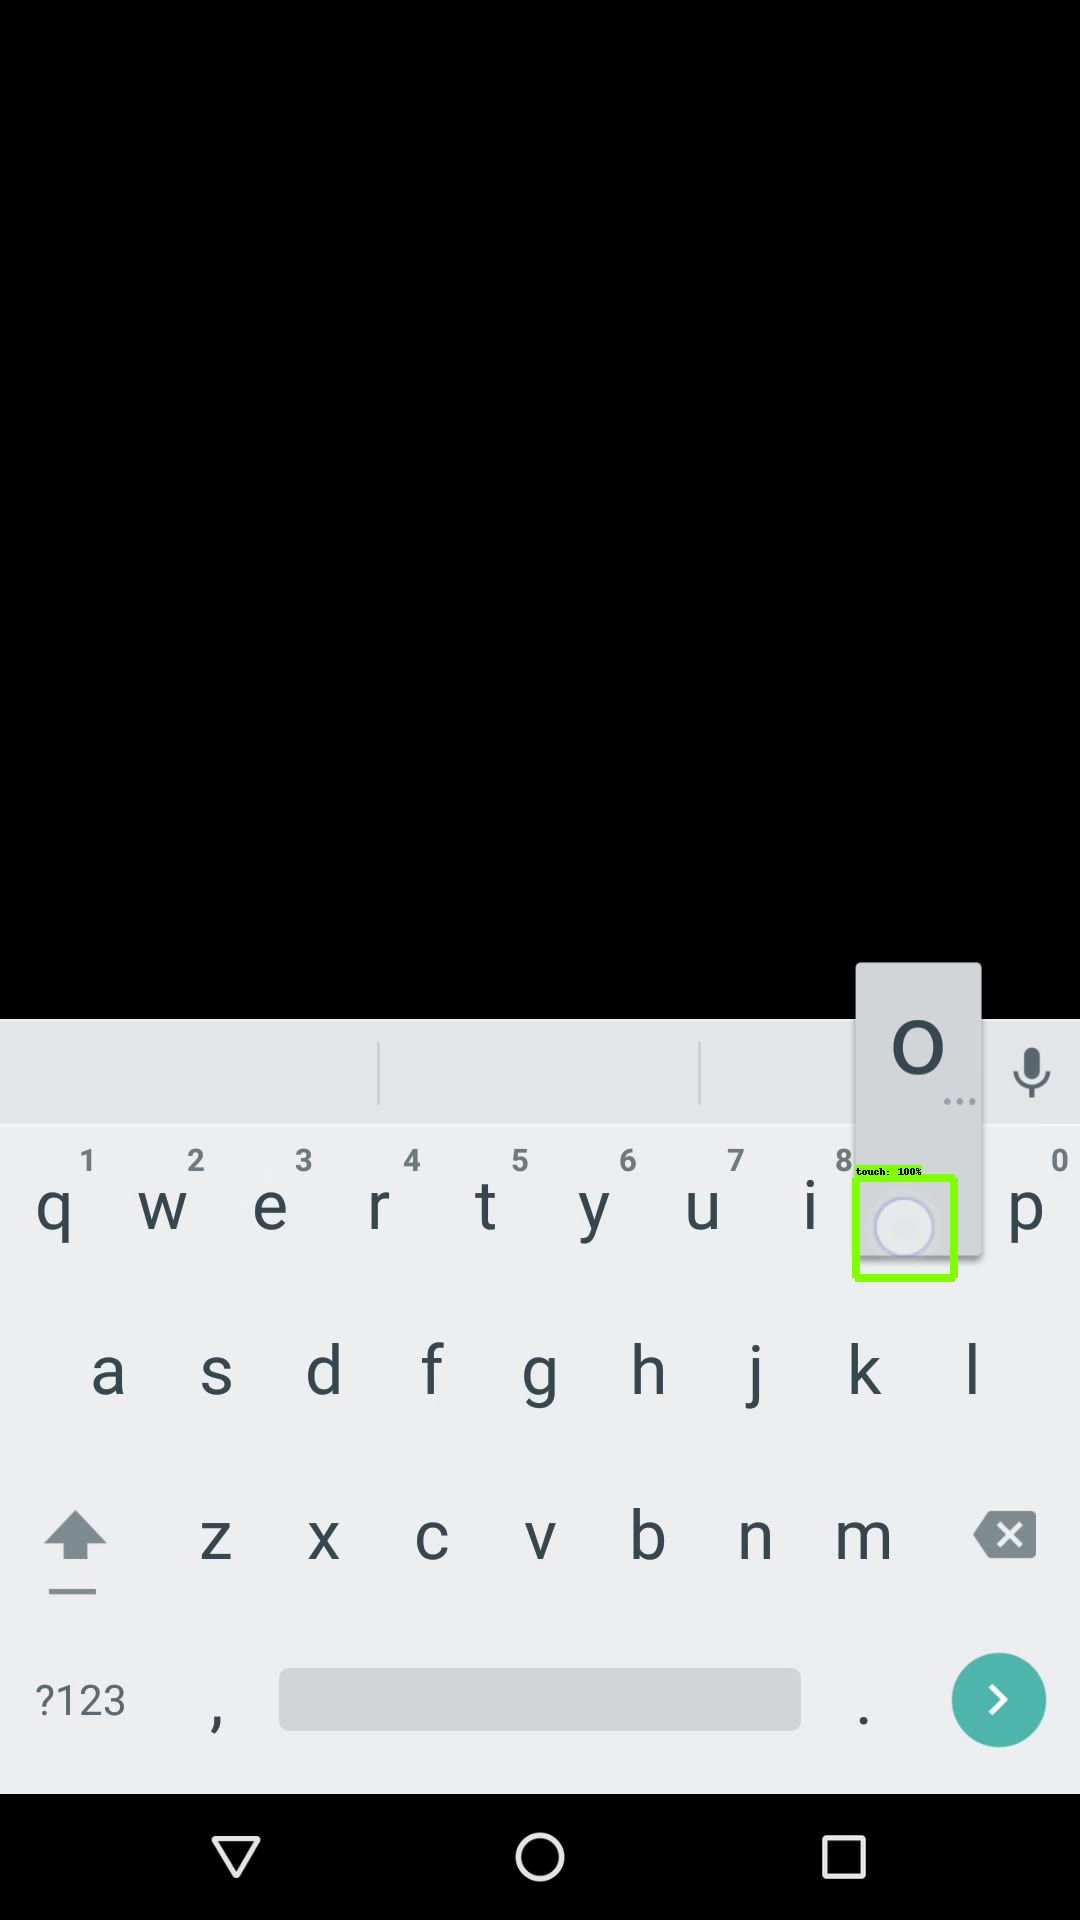 o
...
1 2 3 4 5 6 7 8 0
touch: 100%
q w e r t y u i p
a s d f g h j k l
z x c v b n m
?123 , .